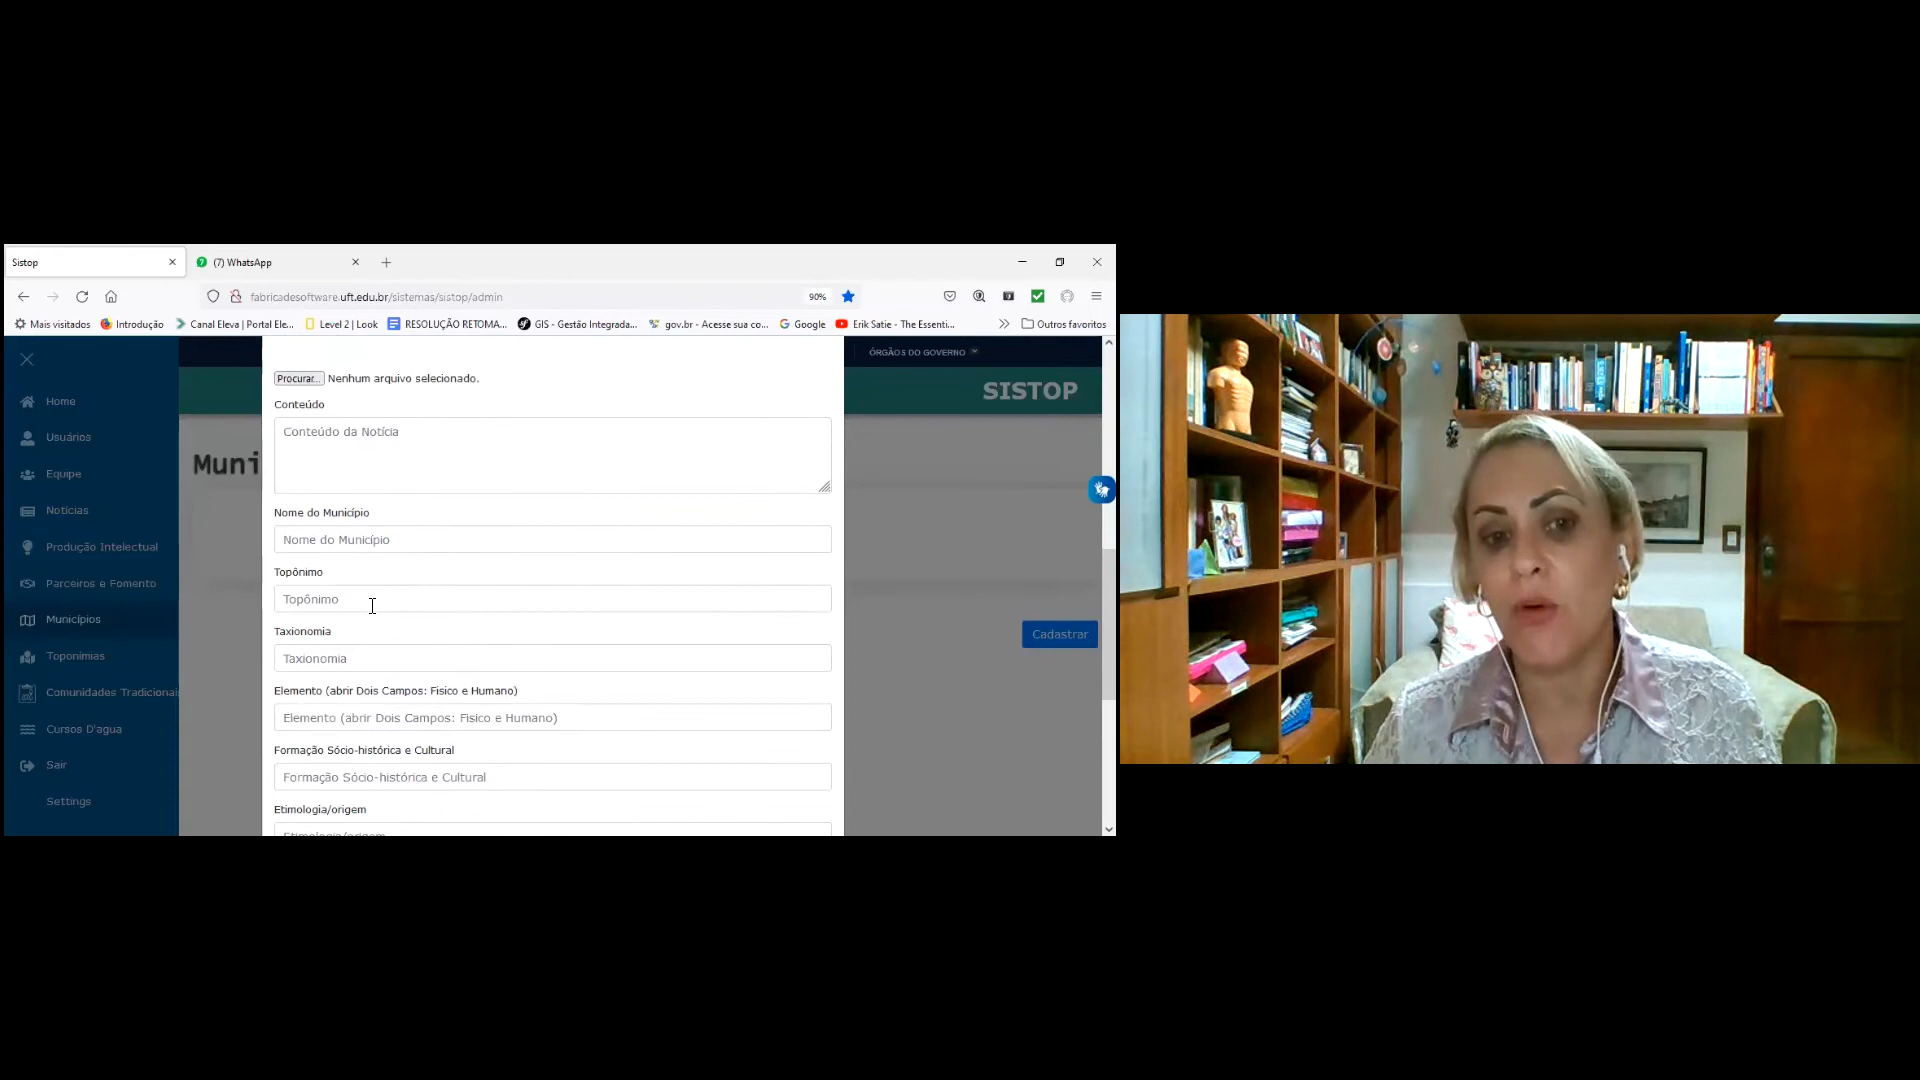 Sistop
(7) WhatsApp
fabricadesoftware.uft.edu.br/sistemas/sistop/admin
90%
Mais visitados
Introdução
Canal Eleva | Portal Ele...
Level 2 | Look
RESOLUÇÃO RETOMA...
GIS - Gestão Integrada...
gov.br - Acesse sua co...
Google
Erik Satie - The Essenti...
Outros favoritos
ÓRGÃOS DO GOVERNO
SISTOP
Home
Usuários
Equipe
Notícias
Produção Intelectual
Parceiros e Fomento
Municípios
Toponímias
Comunidades Tradicionai
Cursos D'agua
Sair
Settings
Muni
Procurar... Nenhum arquivo selecionado.
Conteúdo
Conteúdo da Notícia
Nome do Município
Nome do Município
Topônimo
Topônimo
Taxionomia
Taxionomia
Elemento (abrir Dois Campos: Fisico e Humano)
Elemento (abrir Dois Campos: Fisico e Humano)
Formação Sócio-histórica e Cultural
Formação Sócio-histórica e Cultural
Etimologia/origem
Etimologia/origem
Cadastrar